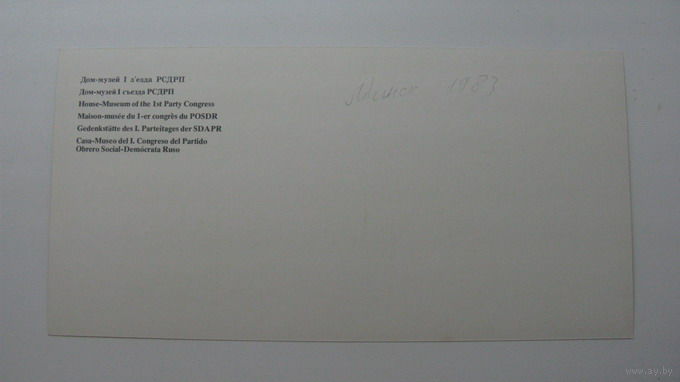 Дом-музей І з'езда РСДРП
Дом-музей I съезда РСДРП
House-Museum of the 1st Party Congress
Maison-musée du 1-er congrès du POSDR
Gedenkstätte des I. Parteitages der SDAPR
Casa-Museo del I. Congreso del Partido
Obrero Social-Demócrata Ruso
Минск 1983
www.ay.by